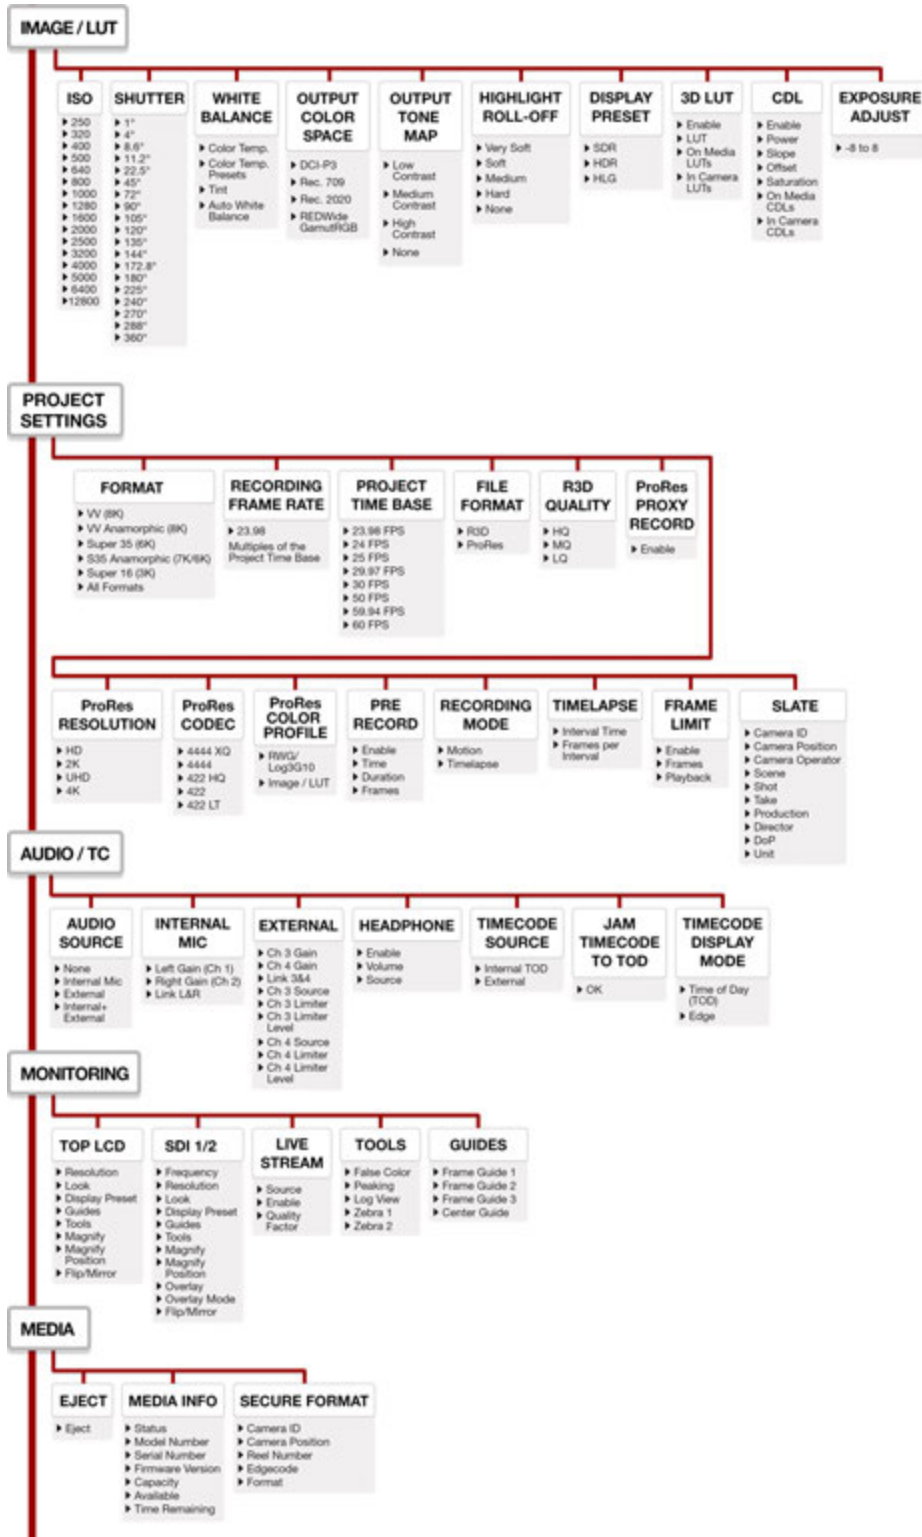 IMAGE / LUT
ISO
250
320
400
500
640
800
1000
1280
1600
2000
2500
3200
4000
5000
6400
12800
SHUTTER
1°
4°
8.6°
11.2°
22.5°
45°
72°
90°
105°
120°
135°
144°
172.8°
180°
225°
240°
270°
288°
360°
WHITE
BALANCE
Color Temp.
Color Temp.
Presets
Tint
Auto White
Balance
OUTPUT
COLOR
SPACE
DCI-P3
Rec. 709
Rec. 2020
REDWide
GamutRGB
OUTPUT
TONE
MAP
Low
Contrast
Medium
Contrast
High
Contrast
None
HIGHLIGHT
ROLL-OFF
Very Soft
Soft
Medium
Hard
None
DISPLAY
PRESET
SDR
HDR
HLG
3D LUT
Enable
LUT
On Media
LUTs
In Camera
LUTs
CDL
Enable
Power
Slope
Offset
Saturation
On Media
CDLs
In Camera
CDLs
EXPOSURE
ADJUST
-8 to 8
PROJECT
SETTINGS
FORMAT
VV (8K)
VV Anamorphic (8K)
Super 35 (6K)
S35 Anamorphic (7K/6K)
Super 16 (3K)
All Formats
RECORDING
FRAME RATE
23.98
Multiples of the
Project Time Base
PROJECT
TIME BASE
23.98 FPS
24 FPS
25 FPS
29.97 FPS
30 FPS
50 FPS
59.94 FPS
60 FPS
FILE
FORMAT
R3D
ProRes
R3D
QUALITY
HQ
MQ
LQ
ProRes
PROXY
RECORD
Enable
ProRes
RESOLUTION
HD
2K
UHD
4K
ProRes
CODEC
4444 XQ
4444
422 HQ
422
422 LT
ProRes
COLOR
PROFILE
RWG/
Log3G10
Image / LUT
PRE
RECORD
Enable
Time
Duration
Frames
RECORDING
MODE
Motion
Timelapse
TIMELAPSE
Interval Time
Frames per
Interval
FRAME
LIMIT
Enable
Frames
Playback
SLATE
Camera ID
Camera Position
Camera Operator
Scene
Shot
Take
Production
Director
DoP
Unit
AUDIO / TC
AUDIO
SOURCE
None
Internal Mic
External
Internal+
External
INTERNAL
MIC
Left Gain (Ch 1)
Right Gain (Ch 2)
Link L&R
EXTERNAL
Ch 3 Gain
Ch 4 Gain
Link 3&4
Ch 3 Source
Ch 3 Limiter
Ch 3 Limiter
Level
Ch 4 Source
Ch 4 Limiter
Ch 4 Limiter
Level
HEADPHONE
Enable
Volume
Source
TIMECODE
SOURCE
Internal TOD
External
JAM
TIMECODE
TO TOD
OK
TIMECODE
DISPLAY
MODE
Time of Day
(TOD)
Edge
MONITORING
TOP LCD
Resolution
Look
Display Preset
Guides
Tools
Magnify
Magnify
Position
Flip/Mirror
SDI 1/2
Frequency
Resolution
Look
Display Preset
Guides
Tools
Magnify
Magnify
Position
Overlay
Overlay Mode
Flip/Mirror
LIVE
STREAM
Source
Enable
Quality
Factor
TOOLS
False Color
Peaking
Log View
Zebra 1
Zebra 2
GUIDES
Frame Guide 1
Frame Guide 2
Frame Guide 3
Center Guide
MEDIA
EJECT
Eject
MEDIA INFO
Status
Model Number
Serial Number
Firmware Version
Capacity
Available
Time Remaining
SECURE FORMAT
Camera ID
Camera Position
Reel Number
Edgecode
Format